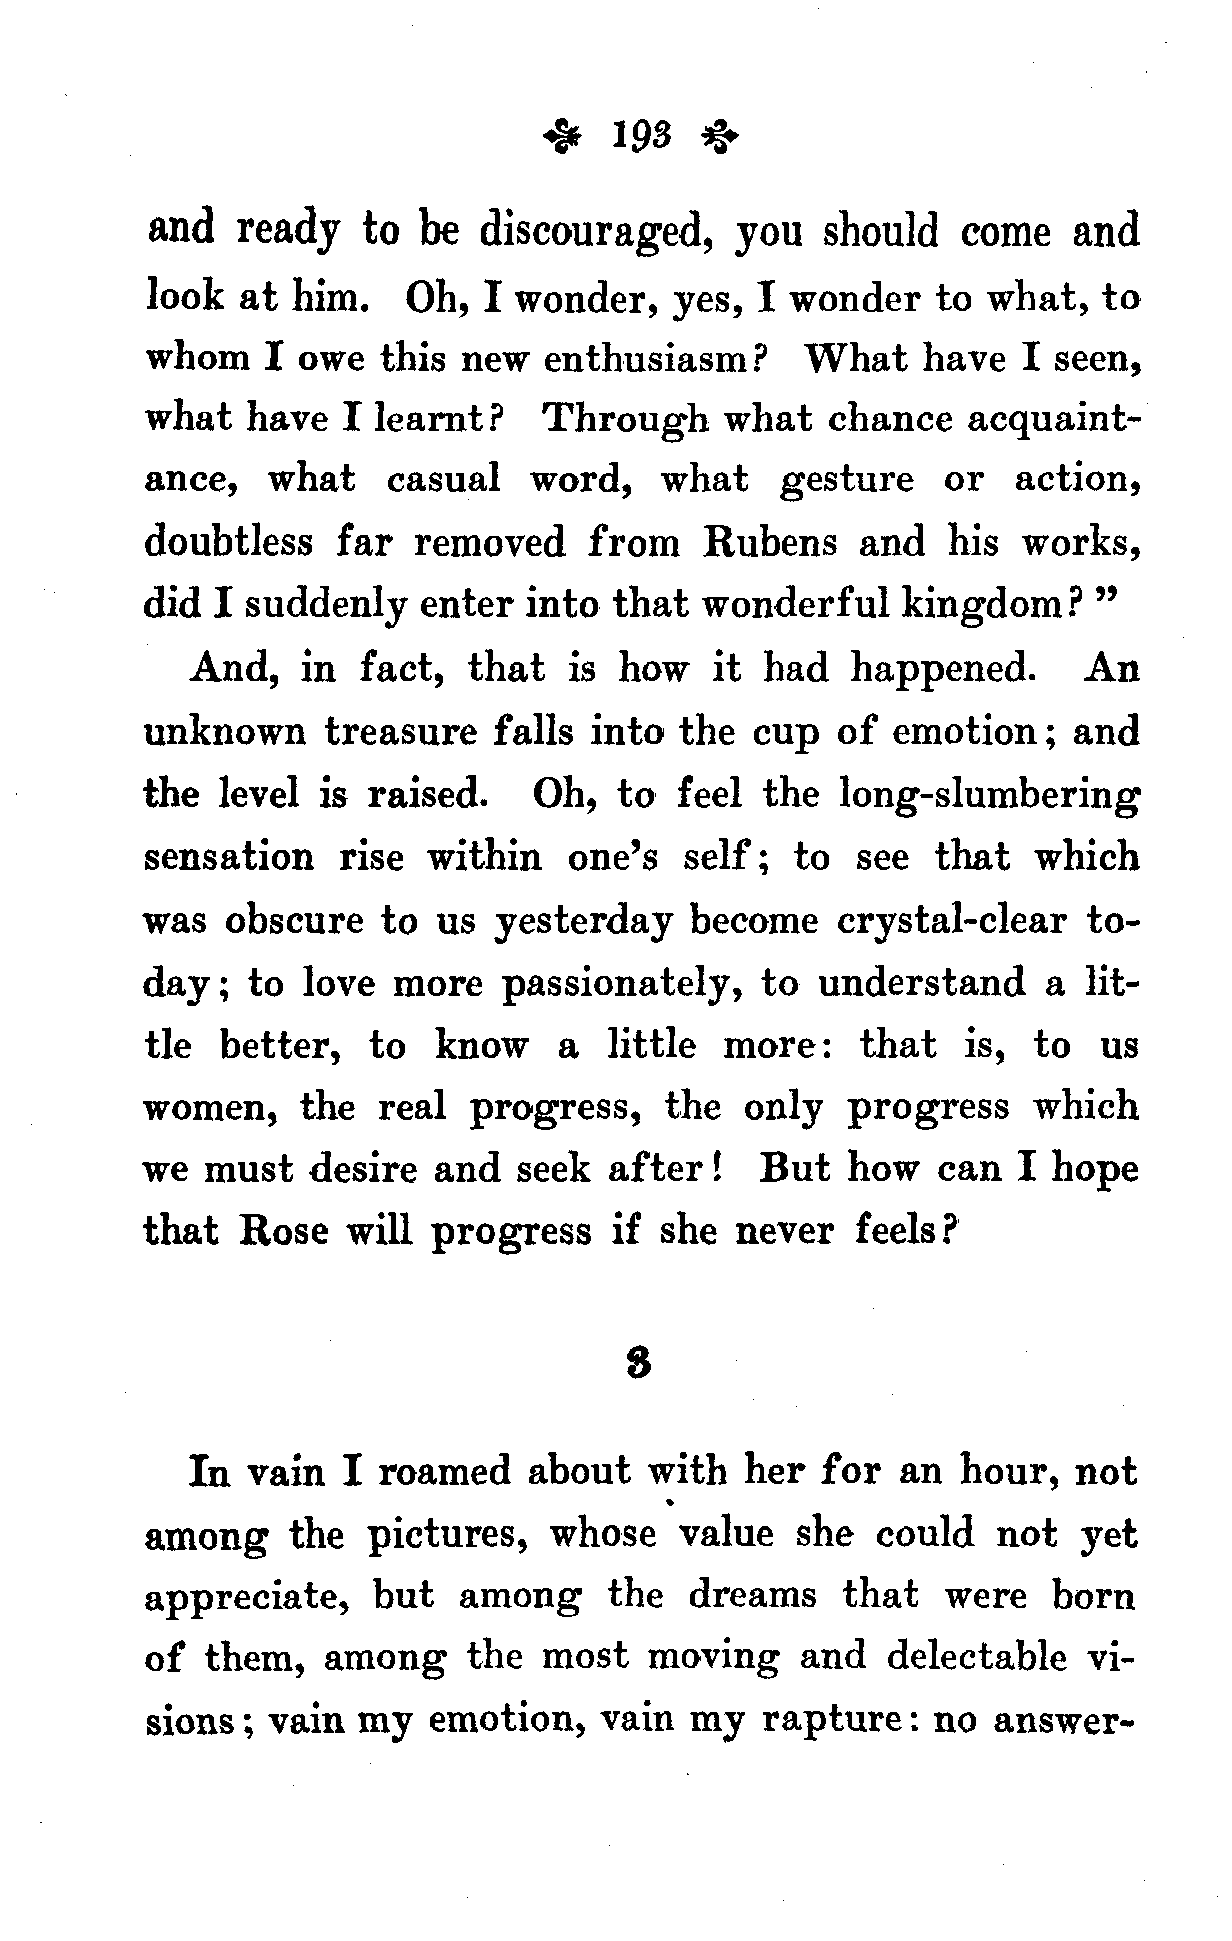 193
and ready to be discouraged, you should come and
look at him. Oh, I wonder, yes, I wonder to what, to
whom I owe this new enthusiasm? What have I seen,
what have I learnt? Through what chance acquaint-
ance, what casual word, what gesture or action,
doubtless far removed from Rubens and his works,
did I suddenly enter into that wonderful kingdom?”
And, in fact, that is how it had happened. An
unknown treasure falls into the cup of emotion; and
the level is raised. Oh, to feel the long-slumbering
sensation rise within one’s self; to see that which
was obscure to us yesterday become crystal-clear to-
day; to love more passionately, to understand a lit-
tle better, to know a little more: that is, to us
women, the real progress, the only progress which
we must desire and seek after! But how can I hope
that Rose will progress if she never feels?
3
In vain I roamed about with her for an hour, not
among the pictures, whose value she could not yet
appreciate, but among the dreams that were born
of them, among the most moving and delectable vi-
sions; vain my emotion, vain my rapture: no answer-